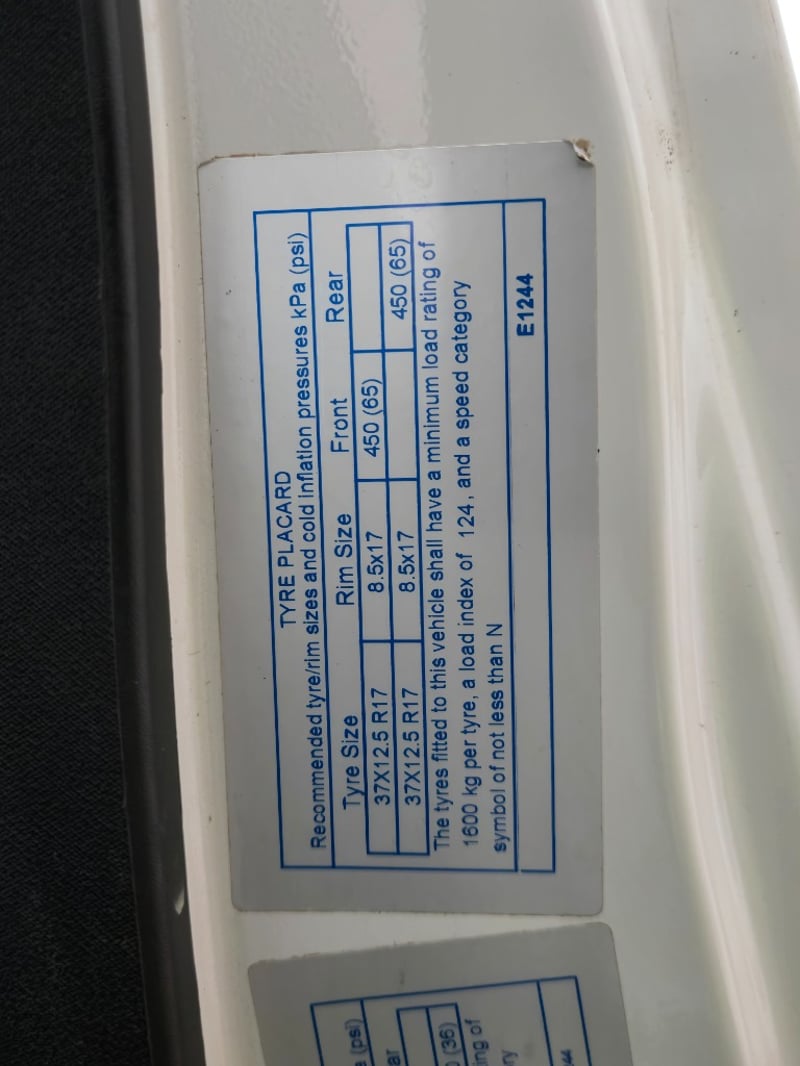 TYRE PLACARD
Recommended tyre/rim sizes and cold inflation pressures kPa (psi)
Tyre Size Rim Size Front Rear
37X12.5 R17 8.5x17 450 (65)
37X12.5 R17 8.5x17 450 (65)
The tyres fitted to this vehicle shall have a minimum load rating of
1600 kg per tyre, a load index of 124, and a speed category
symbol of not less than N
E1244
(psi)
(36)
of